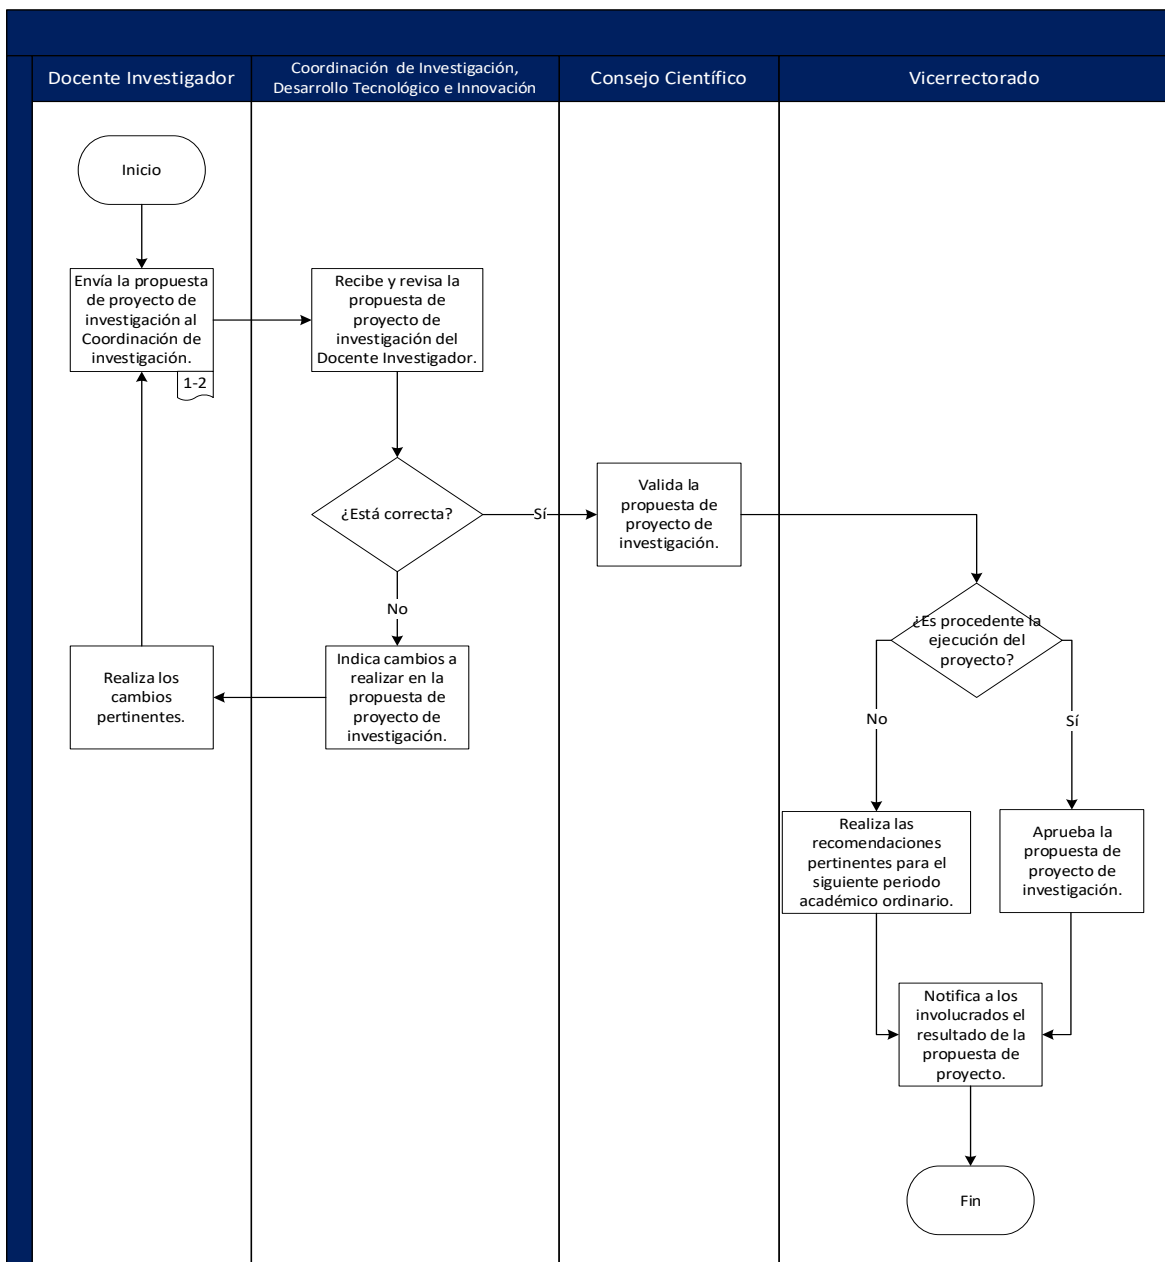 Docente Investigador
Coordinación de Investigación,
Desarrollo Tecnológico e Innovación
Consejo Científico
Vicerrectorado
Inicio
Envía la propuesta
de proyecto de
investigación al
Coordinación de
investigación.
1-2
Recibe y revisa la
propuesta de
proyecto de
investigación del
Docente Investigador.
¿Está correcta?
Sí
No
Valida la
propuesta de
proyecto de
investigación.
¿Es procedente la
ejecución del
proyecto?
Realiza los
cambios
pertinentes.
Indica cambios a
realizar en la
propuesta de
proyecto de
investigación.
No
Sí
Realiza las
recomendaciones
pertinentes para el
siguiente periodo
académico ordinario.
Aprueba la
propuesta de
proyecto de
investigación.
Notifica a los
involucrados el
resultado de la
propuesta de
proyecto.
Fin